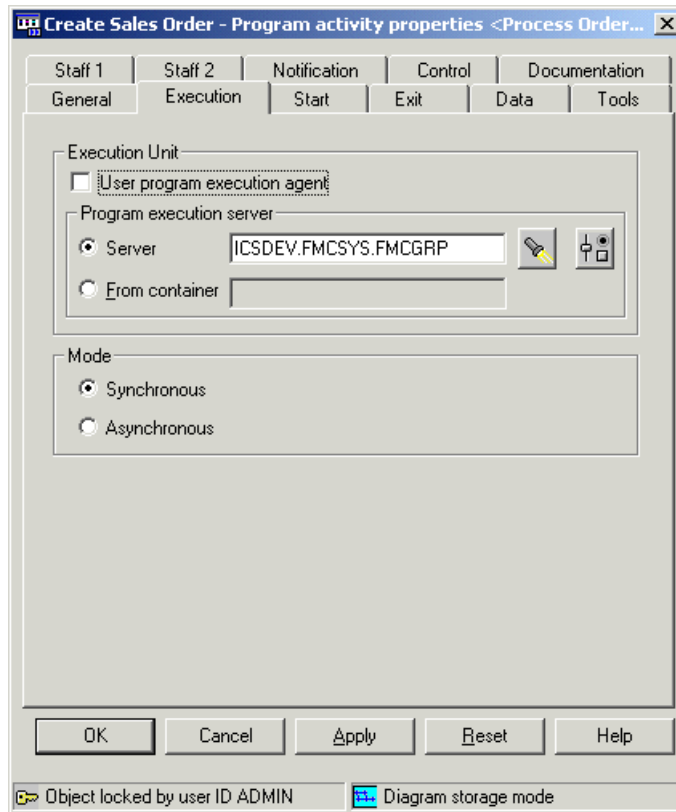 Create Sales Order - Program activity properties <Process Order...
Staff 1 Staff 2 Notification Control Documentation
General Execution Start Exit Data Tools
Execution Unit
User program execution agent
Program execution server
Server ICSDEV.FMCSYS.FMCGRP
From container
Mode
Synchronous
Asynchronous
OK Cancel Apply Reset Help
Object locked by user ID ADMIN Diagram storage mode